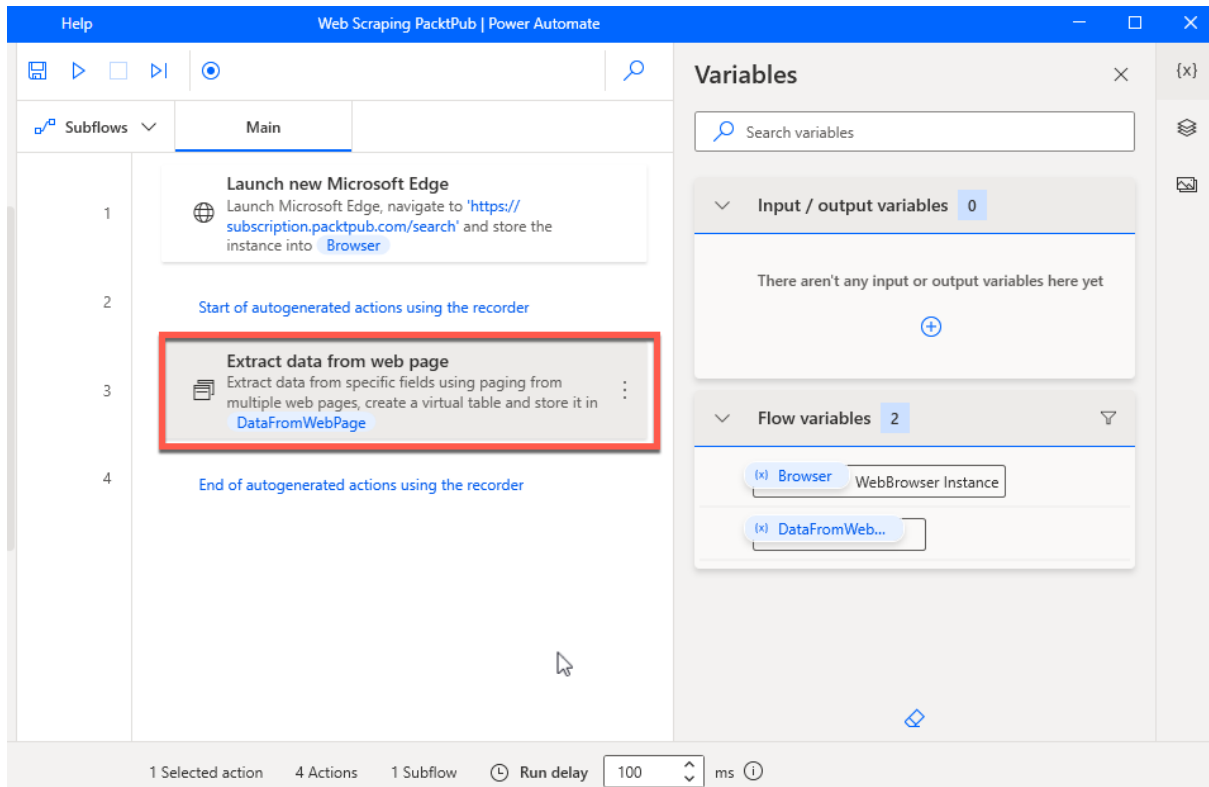 Help
Web Scraping PacktPub | Power Automate
Subflows
Main
Variables
{x}
Search variables
1
Launch new Microsoft Edge
Launch Microsoft Edge, navigate to 'https://
subscription.packtpub.com/search' and store the
instance into Browser
2
Start of autogenerated actions using the recorder
3
Extract data from web page
Extract data from specific fields using paging from
multiple web pages, create a virtual table and store it in
DataFromWebPage
4
End of autogenerated actions using the recorder
Input / output variables 0
There aren't any input or output variables here yet
Flow variables 2
(x) Browser WebBrowser Instance
(x) DataFromWeb...
1 Selected action 4 Actions 1 Subflow Run delay 100 ms